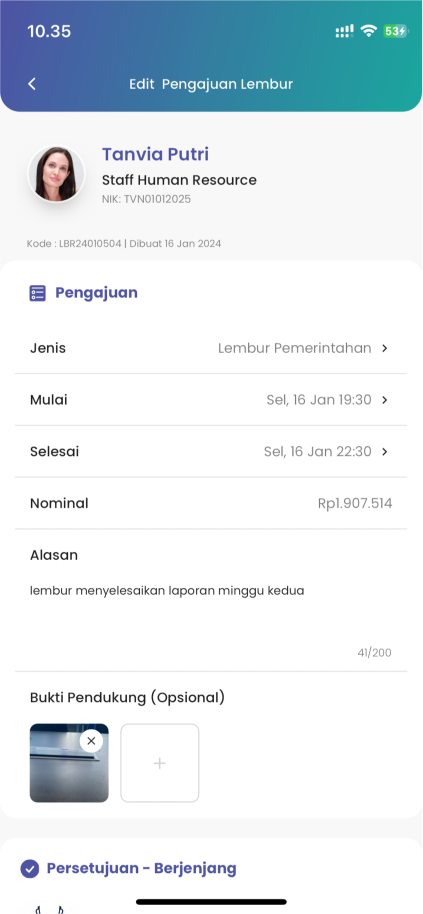 10.35
53
Edit Pengajuan Lembur
Tanvia Putri
Staff Human Resource
NIK: TVN01012025
Kode : LBR24010504 | Dibuat 16 Jan 2024
Pengajuan
Jenis Lembur Pemerintahan
Mulai Sel, 16 Jan 19:30
Selesai Sel, 16 Jan 22:30
Nominal Rp1.907.514
Alasan
lembur menyelesaikan laporan minggu kedua
41/200
Bukti Pendukung (Opsional)
Persetujuan - Berjenjang